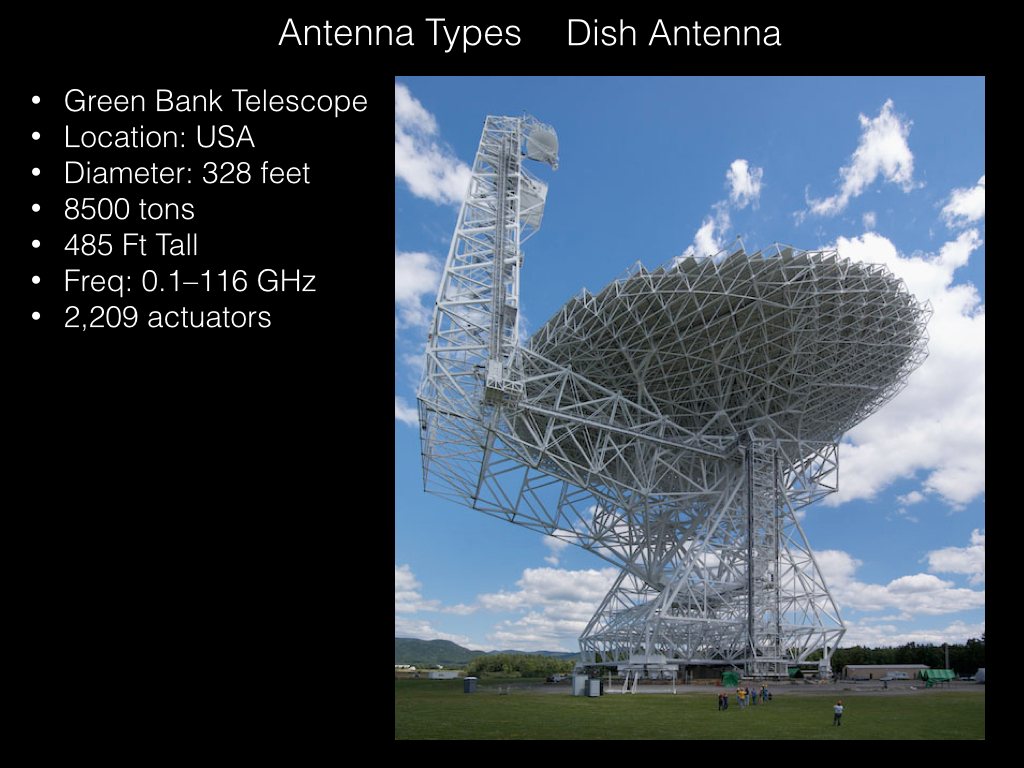 Antenna Types Dish Antenna
• Green Bank Telescope
• Location: USA
• Diameter: 328 feet
• 8500 tons
• 485 Ft Tall
• Freq: 0.1–116 GHz
• 2,209 actuators